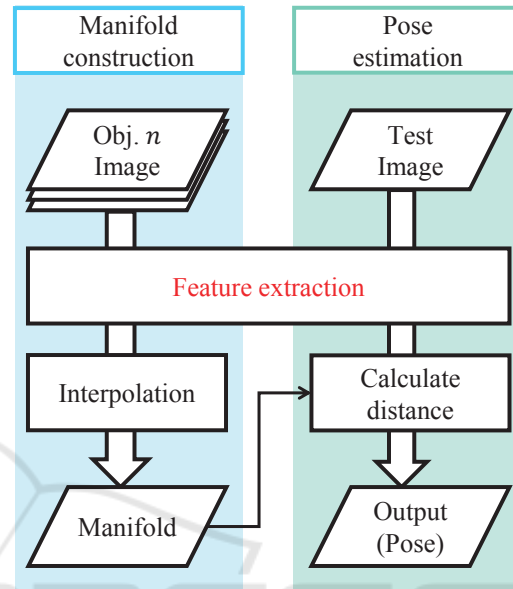 Manifold
construction
Pose
estimation
Obj. n
Image
Test
Image
Feature extraction
Interpolation
Calculate
distance
Manifold
Output
(Pose)